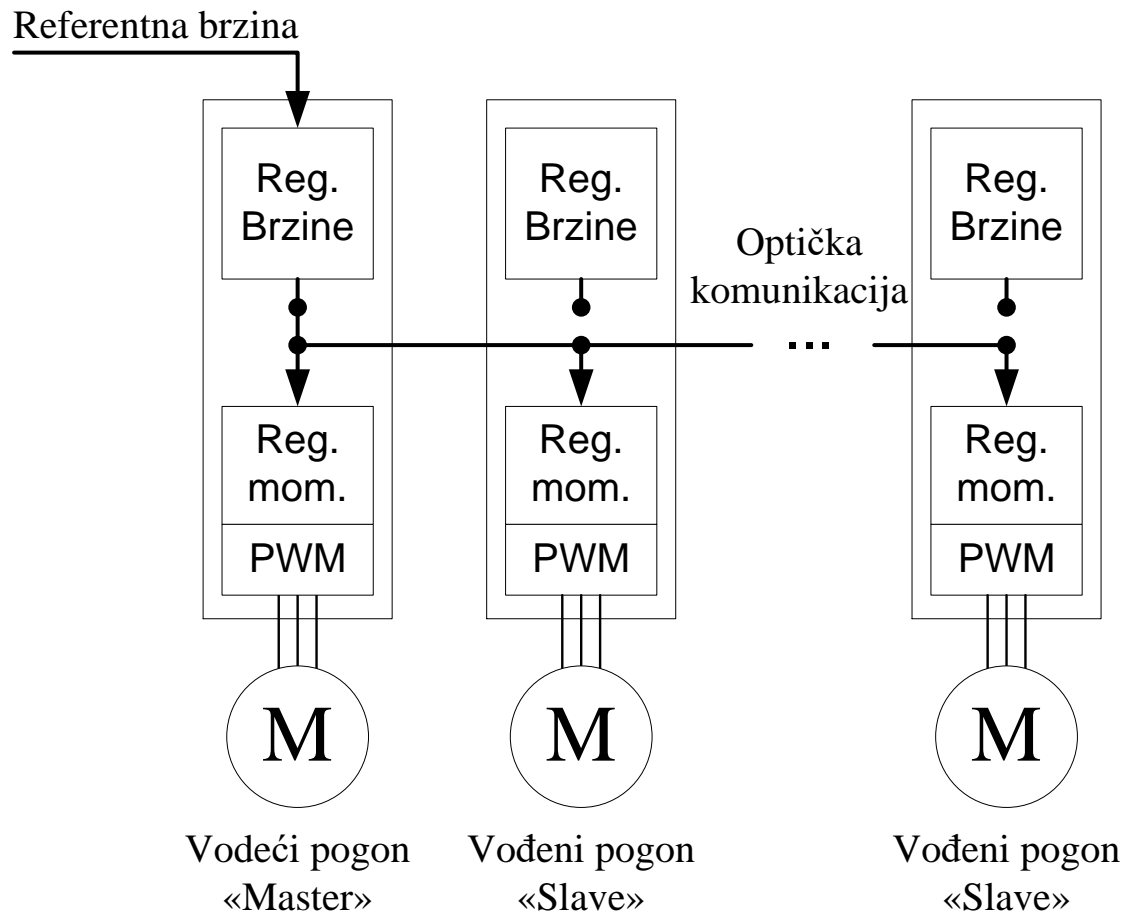 Referentna brzina
Reg.
Brzine
Reg.
Brzine
Reg.
Brzine
Optička
komunikacija
...
Reg.
mom.
Reg.
mom.
Reg.
mom.
PWM
PWM
PWM
M
M
M
Vodeći pogon
«Master»
Vođeni pogon
«Slave»
Vođeni pogon
«Slave»